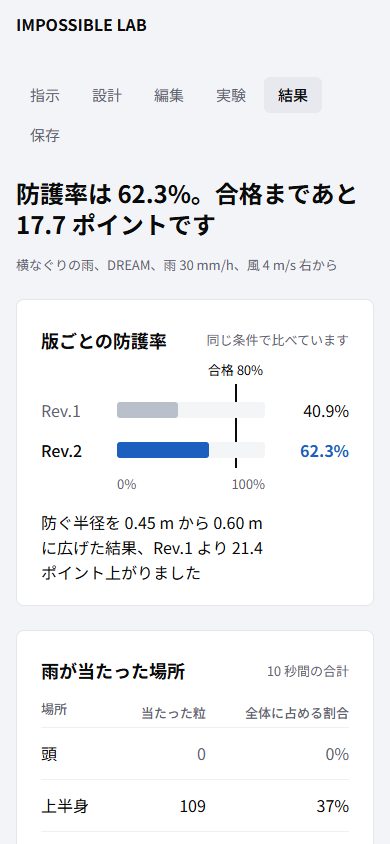 IMPOSSIBLE LAB
指示 設計 編集 実験 結果
保存
防護率は 62.3%。合格まであと
17.7 ポイントです
横なぐりの雨、DREAM、雨 30 mm/h、風 4 m/s 右から
版ごとの防護率 同じ条件で比べています
合格 80%
Rev.1 40.9%
Rev.2 62.3%
0% 100%
防ぐ半径を 0.45 m から 0.60 m
に広げた結果、Rev.1 より 21.4
ポイント上がりました
雨が当たった場所 10 秒間の合計
場所 当たった粒 全体に占める割合
頭 0 0%
上半身 109 37%